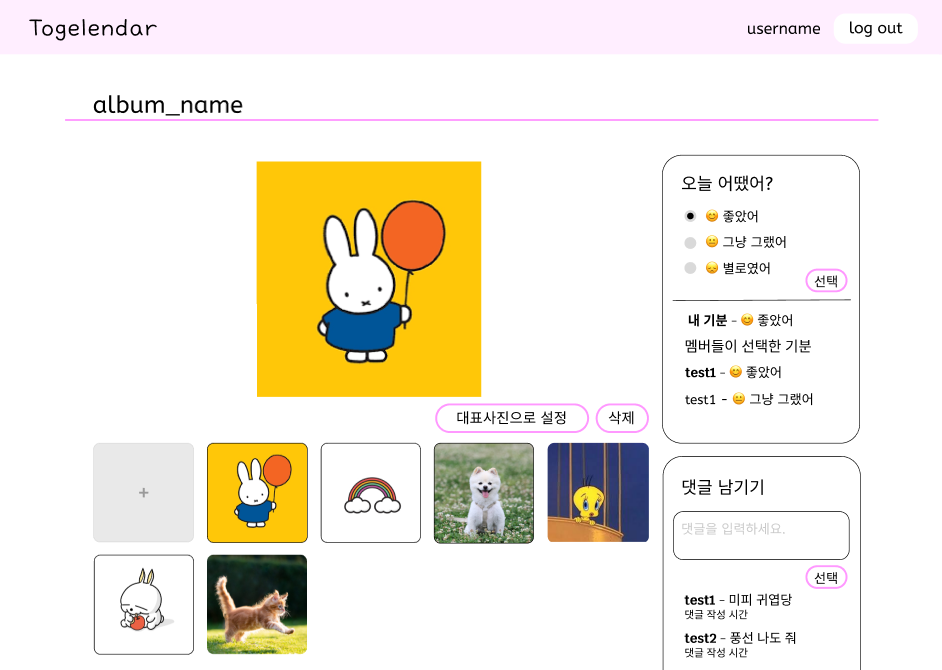 Togelendar
username
log out
album_name
오늘 어땠어?
😊 좋았어
😐 그냥 그랬어
😞 별로였어
선택
내 기분 - 😊 좋았어
멤버들이 선택한 기분
test1 - 😊 좋았어
test1 - 😐 그냥 그랬어
대표사진으로 설정
삭제
+
댓글 남기기
댓글을 입력하세요.
선택
test1 - 미피 귀엽당
댓글 작성 시간
test2 - 풍선 나도 줘
댓글 작성 시간